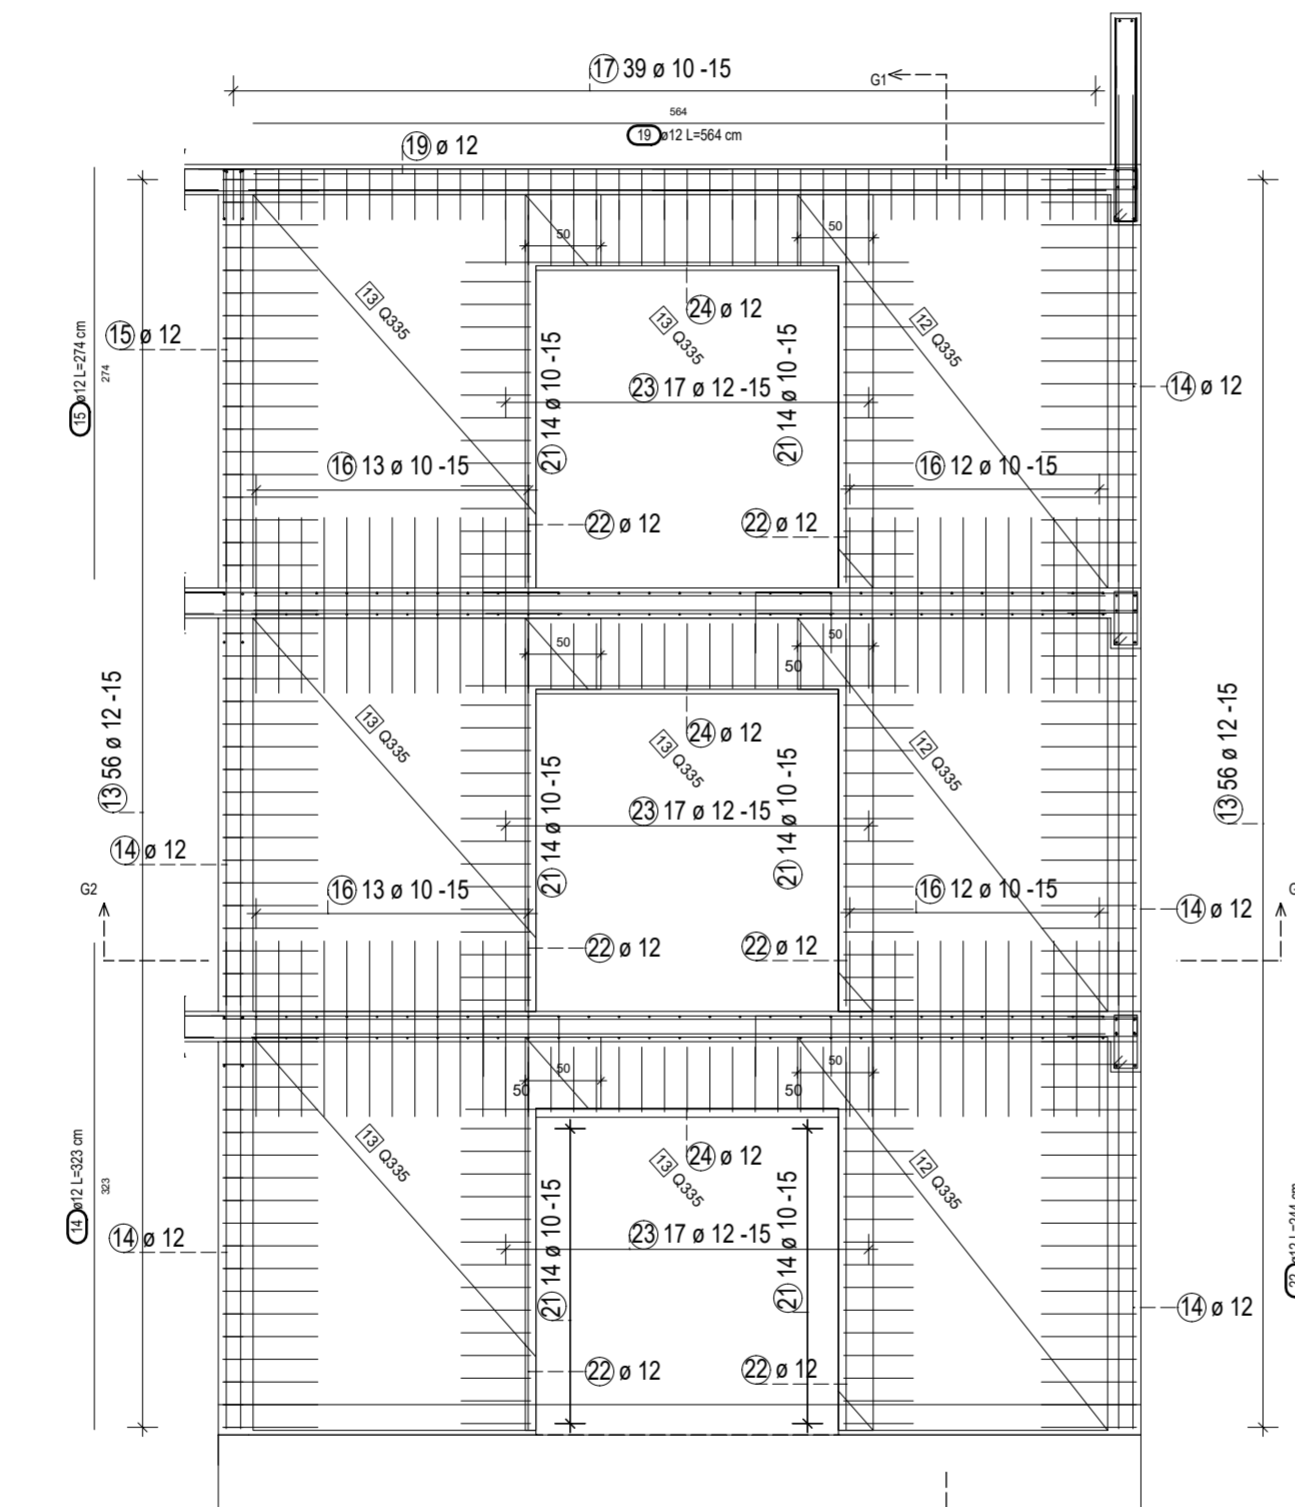 17 39 ø 10 -15
G1
564
19 ø12 L=564 cm
19 ø 12
50
50
13 Q335
24 ø 12
13 Q335
12 Q335
15 ø 12
15 ø12 L=274 cm
274
14 ø 12
21 14 ø 10 -15
21 14 ø 10 -15
23 17 ø 12 -15
16 13 ø 10 -15
16 12 ø 10 -15
22 ø 12
22 ø 12
50
50
50
13 56 ø 12 -15
13 Q335
24 ø 12
13 Q335
12 Q335
13 56 ø 12 -15
21 14 ø 10 -15
21 14 ø 10 -15
23 17 ø 12 -15
14 ø 12
G2
16 13 ø 10 -15
16 12 ø 10 -15
14 ø 12
22 ø 12
22 ø 12
50
50
50
50
13 Q335
24 ø 12
13 Q335
12 Q335
14 ø12 L=323 cm
323
14 ø 12
21 14 ø 10 -15
21 14 ø 10 -15
23 17 ø 12 -15
14 ø 12
22 ø 12
22 ø 12